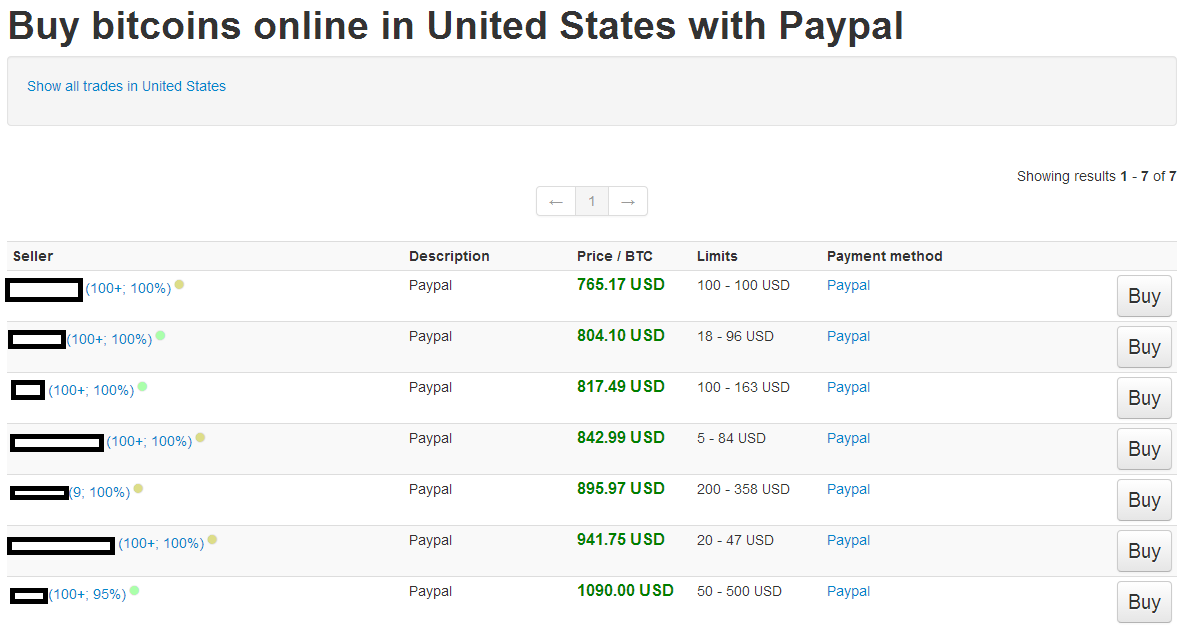 Buy bitcoins online in United States with Paypal
Show all trades in United States
Showing results 1 - 7 of 7
← 1 →
Seller Description Price / BTC Limits Payment method
(100+; 100%) Paypal 765.17 USD 100 - 100 USD Paypal Buy
(100+; 100%) Paypal 804.10 USD 18 - 96 USD Paypal Buy
(100+; 100%) Paypal 817.49 USD 100 - 163 USD Paypal Buy
(100+; 100%) Paypal 842.99 USD 5 - 84 USD Paypal Buy
(9; 100%) Paypal 895.97 USD 200 - 358 USD Paypal Buy
(100+; 100%) Paypal 941.75 USD 20 - 47 USD Paypal Buy
(100+; 95%) Paypal 1090.00 USD 50 - 500 USD Paypal Buy